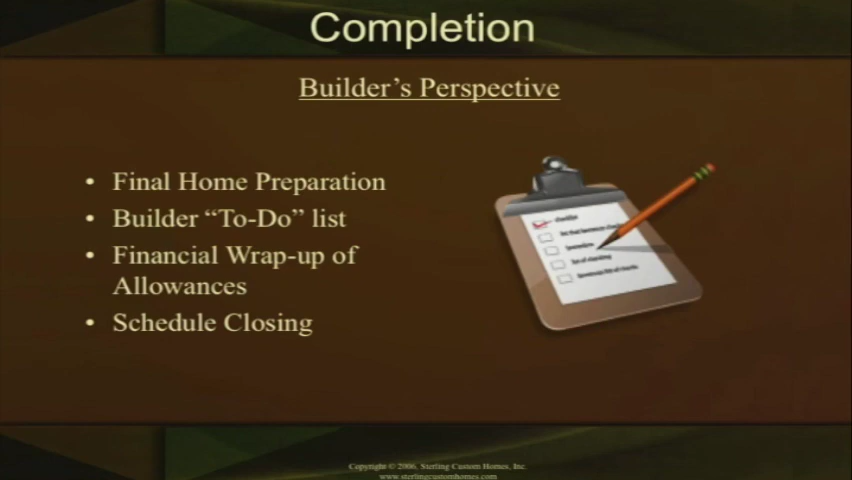 Completion
Builder’s Perspective
• Final Home Preparation
• Builder “To-Do” list
• Financial Wrap-up of
Allowances
• Schedule Closing
checklist
Copyright © 2006, Sterling Custom Homes, Inc.
www.sterlingcustomhomes.com